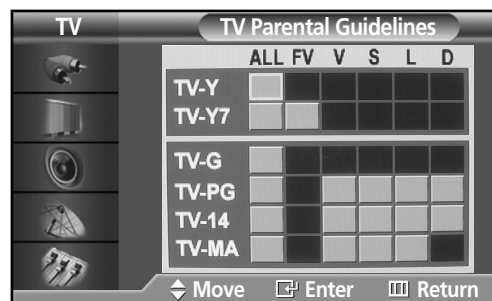 TV TV Parental Guidelines
ALL FV V S L D
TV-Y
TV-Y7
TV-G
TV-PG
TV-14
TV-MA
Move Enter Return